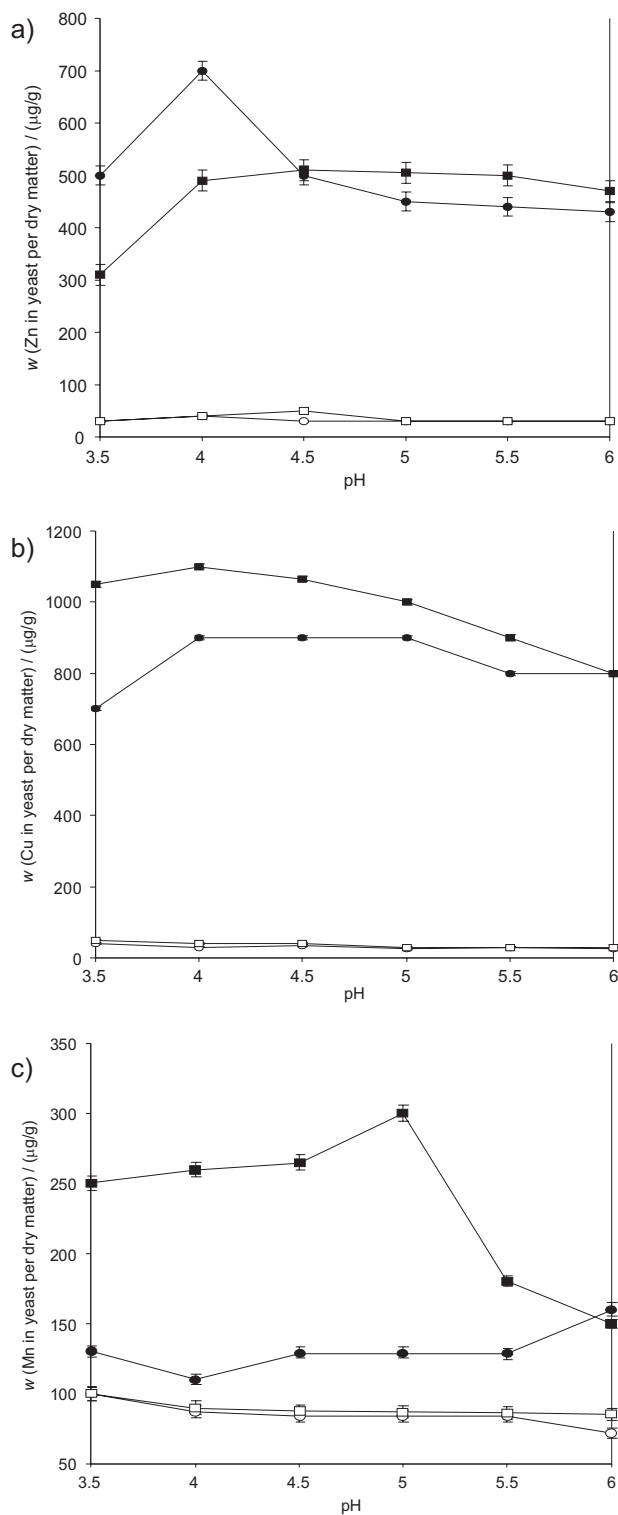 a)
w (Zn in yeast per dry matter) / (µg/g)
800
700
600
500
400
300
200
100
0
3.5 4 4.5 5 5.5 6
pH
b)
w (Cu in yeast per dry matter) / (µg/g)
1200
1000
800
600
400
200
0
3.5 4 4.5 5 5.5 6
pH
c)
w (Mn in yeast per dry matter) / (µg/g)
350
300
250
200
150
100
50
3.5 4 4.5 5 5.5 6
pH